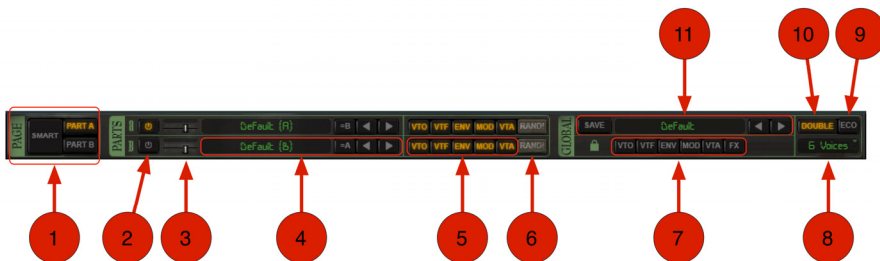 11 10 9
PAGE SMART PART A PARTS DeFault (A) =B VTO VTF ENV MOD VTA RAND! GLOBAL SAVE DeFault DOUBLE ECO
PART B DeFault (B) =A VTO VTF ENV MOD VTA RAND! VTO VTF ENV MOD VTA FX 6 Voices
1 2 3 4 5 6 7 8